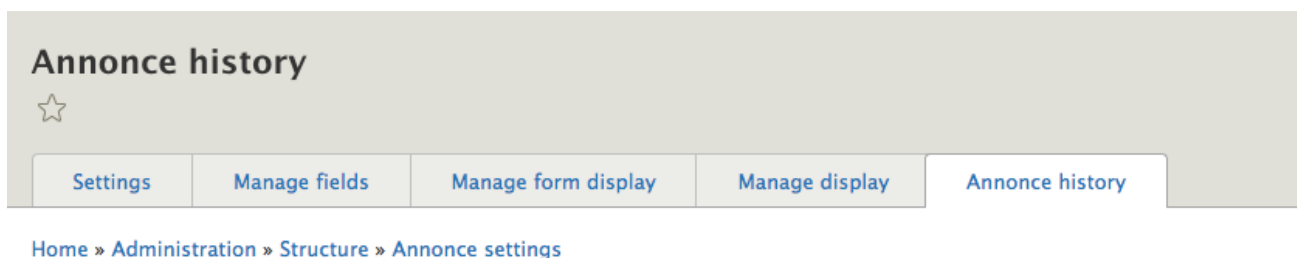 Annonce history
Settings Manage fields Manage form display Manage display Annonce history
Home » Administration » Structure » Annonce settings